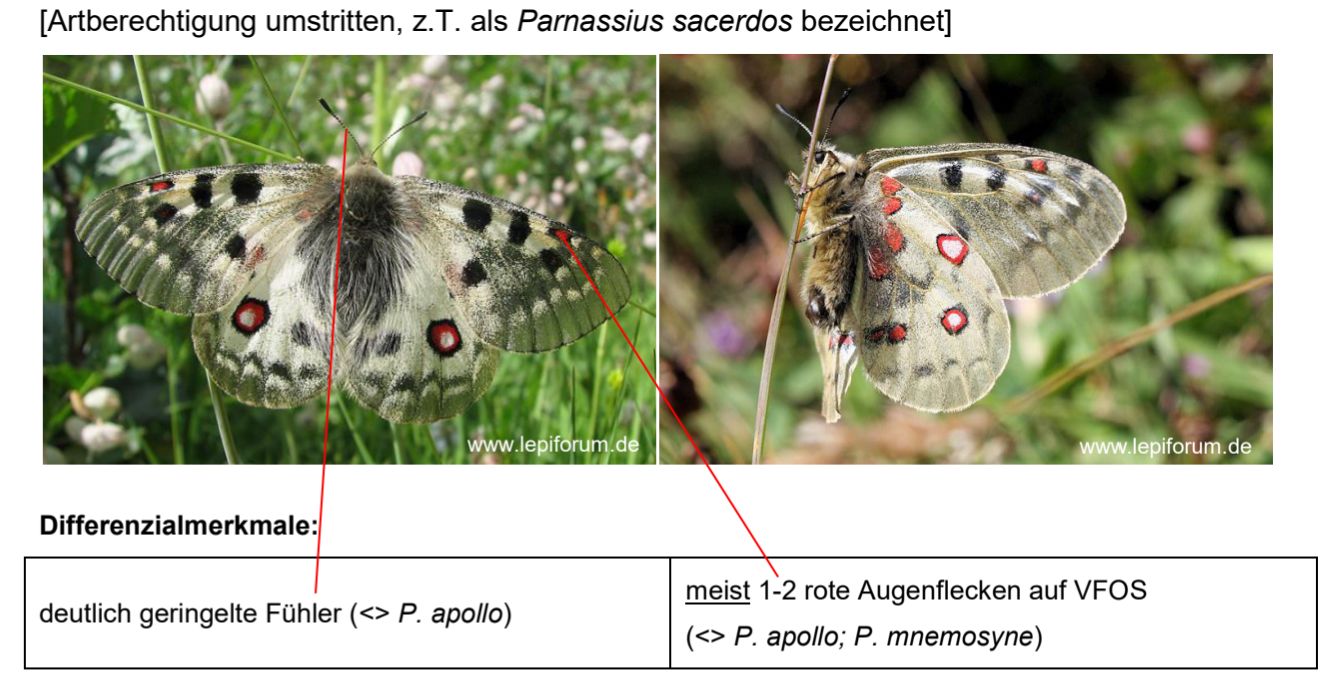 [Artberechtigung umstritten, z.T. als Parnassius sacerdos bezeichnet]
www.lepiforum.de
www.lepiforum.de
Differenzialmerkmale:
deutlich geringelte Fühler (<> P. apollo)
meist 1-2 rote Augenflecken auf VFOS
(<> P. apollo; P. mnemosyne)